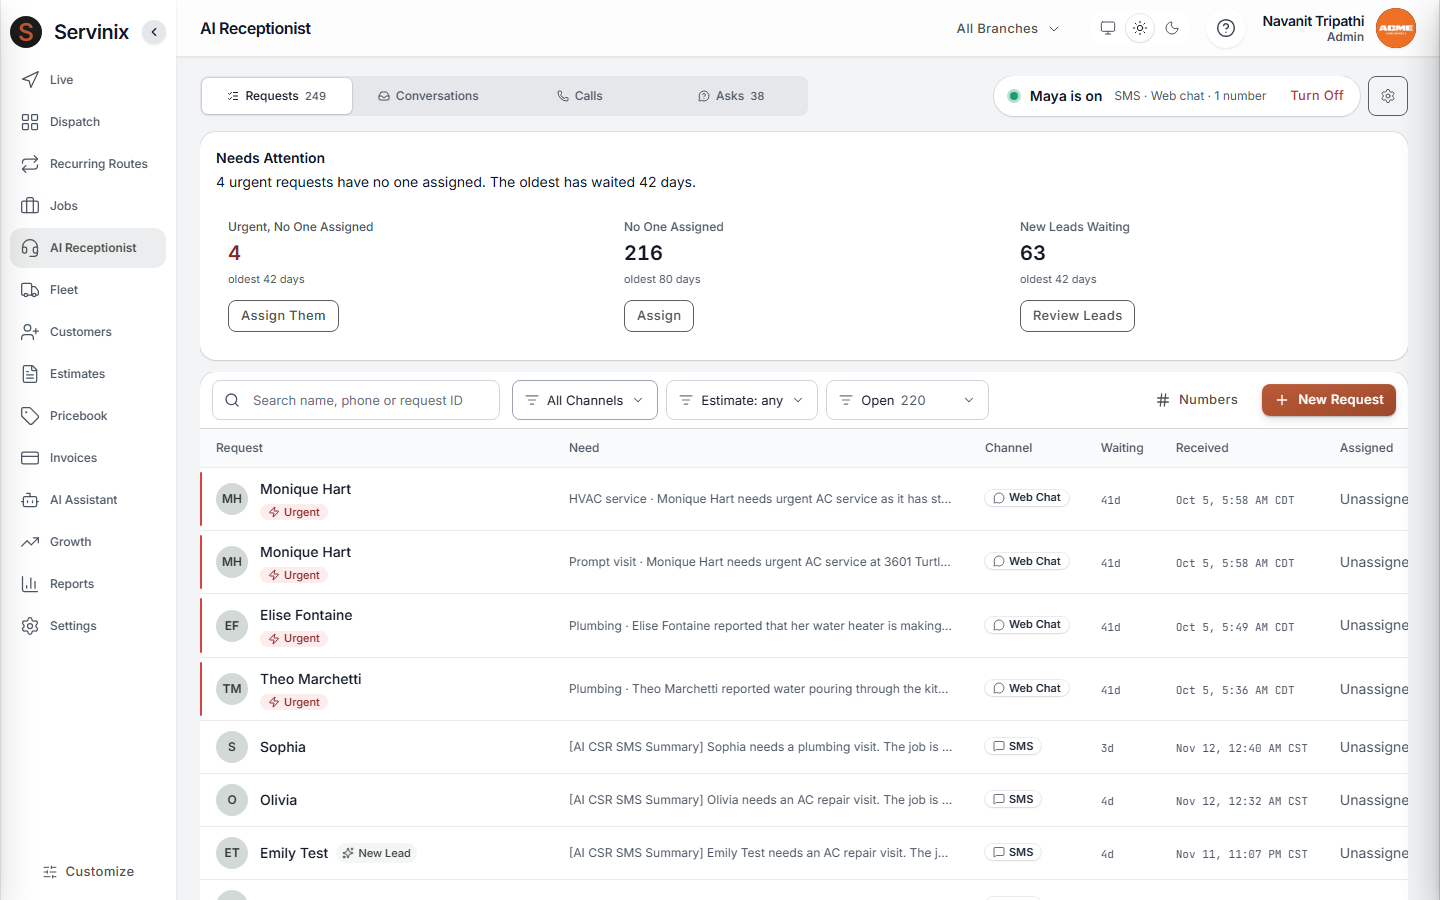 S Servinix
Live
Dispatch
Recurring Routes
Jobs
AI Receptionist
Fleet
Customers
Estimates
Pricebook
Invoices
AI Assistant
Growth
Reports
Settings
Customize
AI Receptionist
All Branches
Navanit Tripathi
Admin
ACME
Requests 249
Conversations
Calls
Asks 38
Maya is on SMS · Web chat · 1 number Turn Off
Needs Attention
4 urgent requests have no one assigned. The oldest has waited 42 days.
Urgent, No One Assigned
4
oldest 42 days
Assign Them
No One Assigned
216
oldest 80 days
Assign
New Leads Waiting
63
oldest 42 days
Review Leads
Search name, phone or request ID
All Channels
Estimate: any
Open 220
# Numbers
+ New Request
Request Need Channel Waiting Received Assigned
MH Monique Hart Urgent HVAC service · Monique Hart needs urgent AC service as it has st... Web Chat 41d Oct 5, 5:58 AM CDT Unassigne
MH Monique Hart Urgent Prompt visit · Monique Hart needs urgent AC service at 3601 Turtl... Web Chat 41d Oct 5, 5:58 AM CDT Unassigne
EF Elise Fontaine Urgent Plumbing · Elise Fontaine reported that her water heater is making... Web Chat 41d Oct 5, 5:49 AM CDT Unassigne
TM Theo Marchetti Urgent Plumbing · Theo Marchetti reported water pouring through the kit... Web Chat 41d Oct 5, 5:36 AM CDT Unassigne
S Sophia [AI CSR SMS Summary] Sophia needs a plumbing visit. The job is ... SMS 3d Nov 12, 12:40 AM CST Unassigne
O Olivia [AI CSR SMS Summary] Olivia needs an AC repair visit. The job is ... SMS 4d Nov 12, 12:32 AM CST Unassigne
ET Emily Test New Lead [AI CSR SMS Summary] Emily Test needs an AC repair visit. The j... SMS 4d Nov 11, 11:07 PM CST Unassigne